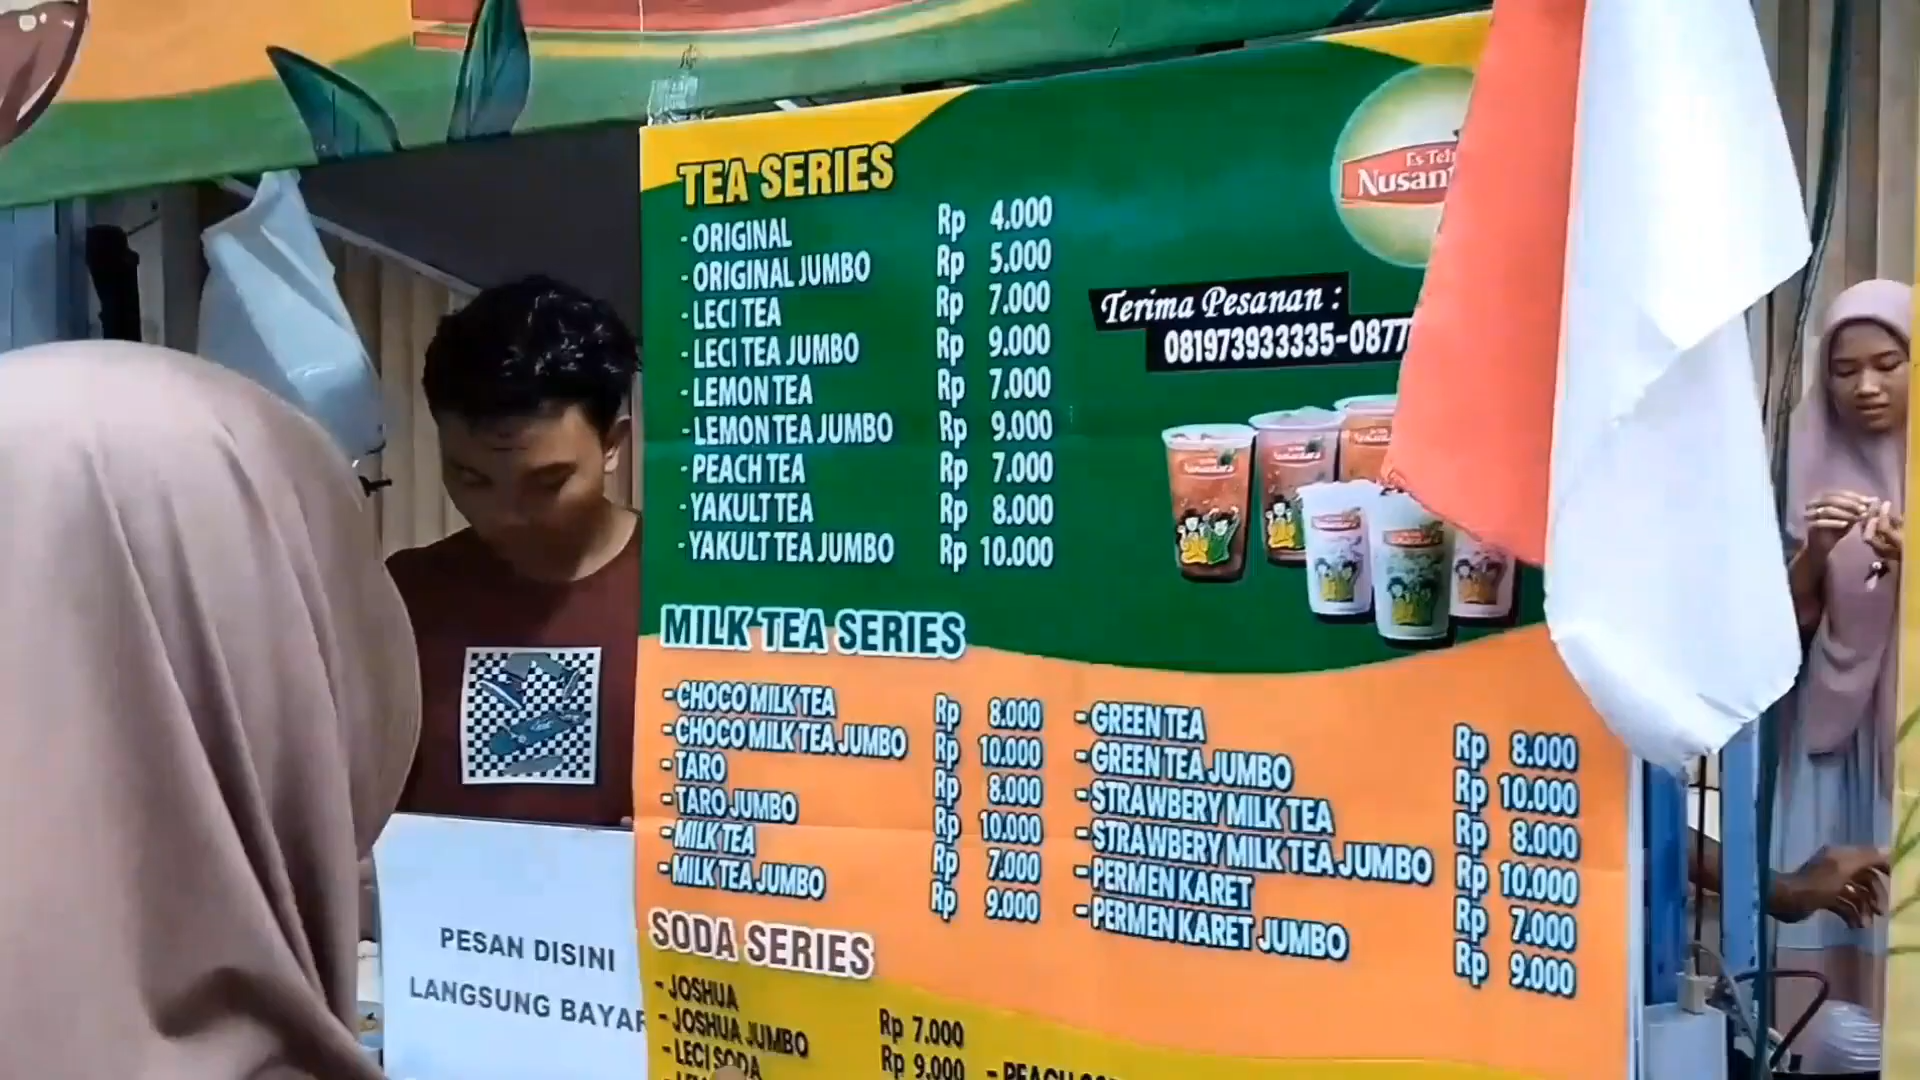 Es Teh
TEA SERIES
- ORIGINAL Rp 4.000
- ORIGINAL JUMBO Rp 5.000
- LECI TEA Rp 7.000
- LECI TEA JUMBO Rp 9.000
- LEMON TEA Rp 7.000
- LEMON TEA JUMBO Rp 9.000
- PEACH TEA Rp 7.000
- YAKULT TEA Rp 8.000
- YAKULT TEA JUMBO Rp 10.000
Terima Pesanan :
081973933335-0877
MILK TEA SERIES
- CHOCO MILK TEA Rp 8.000
- CHOCO MILK TEA JUMBO Rp 10.000
- TARO Rp 8.000
- TARO JUMBO Rp 10.000
- MILK TEA Rp 7.000
- MILK TEA JUMBO Rp 9.000
- GREEN TEA Rp 8.000
- GREEN TEA JUMBO Rp 10.000
- STRAWBERY MILK TEA Rp 8.000
- STRAWBERY MILK TEA JUMBO Rp 10.000
- PERMEN KARET Rp 7.000
- PERMEN KARET JUMBO Rp 9.000
SODA SERIES
- JOSHUA Rp 7.000
- JOSHUA JUMBO Rp 9.000
- LECI SODA
- PEACH
PESAN DISINI
LANGSUNG BAYAR